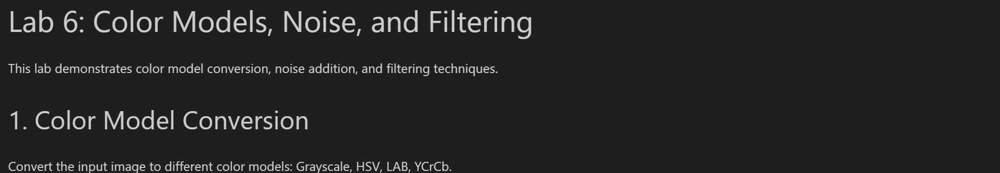 Lab 6: Color Models, Noise, and Filtering
This lab demonstrates color model conversion, noise addition, and filtering techniques.
1. Color Model Conversion
Convert the input image to different color models: Grayscale, HSV, LAB, YCrCb.